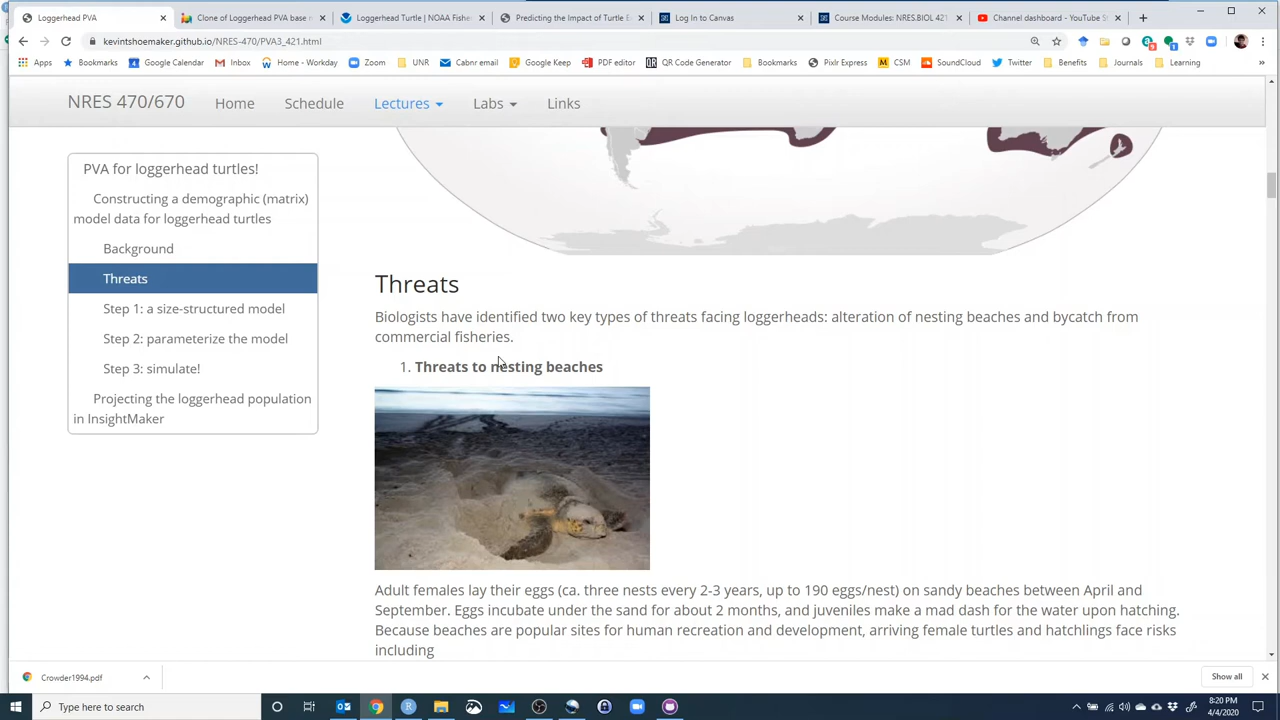 Loggerhead PVA
Clone of Loggerhead PVA base m
Loggerhead Turtle | NOAA Fisher
Predicting the Impact of Turtle E
Log In to Canvas
Course Modules: NRES.BIOL 421
Channel dashboard - YouTube St
kevintshoemaker.github.io/NRES-470/PVA3_421.html
9
Apps
Bookmarks
Google Calendar
Inbox
Home - Workday
Zoom
UNR
Cabnr email
Google Keep
PDF editor
QR Code Generator
Bookmarks
Pixlr Express
CSM
SoundCloud
Twitter
Benefits
Journals
Learning
NRES 470/670
Home
Schedule
Lectures
Labs
Links
PVA for loggerhead turtles!
Constructing a demographic (matrix)
model data for loggerhead turtles
Background
Threats
Step 1: a size-structured model
Step 2: parameterize the model
Step 3: simulate!
Projecting the loggerhead population
in InsightMaker
Threats
Biologists have identified two key types of threats facing loggerheads: alteration of nesting beaches and bycatch from
commercial fisheries.
1. Threats to nesting beaches
Adult females lay their eggs (ca. three nests every 2-3 years, up to 190 eggs/nest) on sandy beaches between April and
September. Eggs incubate under the sand for about 2 months, and juveniles make a mad dash for the water upon hatching.
Because beaches are popular sites for human recreation and development, arriving female turtles and hatchlings face risks
including
Crowder1994.pdf
Show all
Type here to search
8:20 PM
4/4/2020